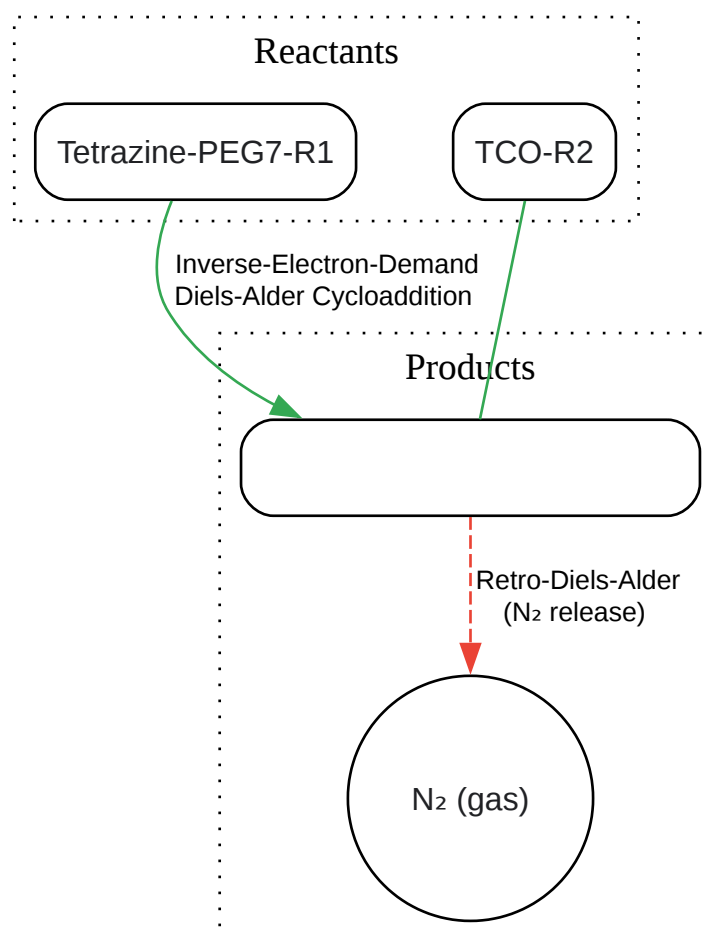 Reactants
Tetrazine-PEG7-R1
TCO-R2
Inverse-Electron-Demand
Diels-Alder Cycloaddition
Products
Retro-Diels-Alder
(N₂ release)
N₂ (gas)